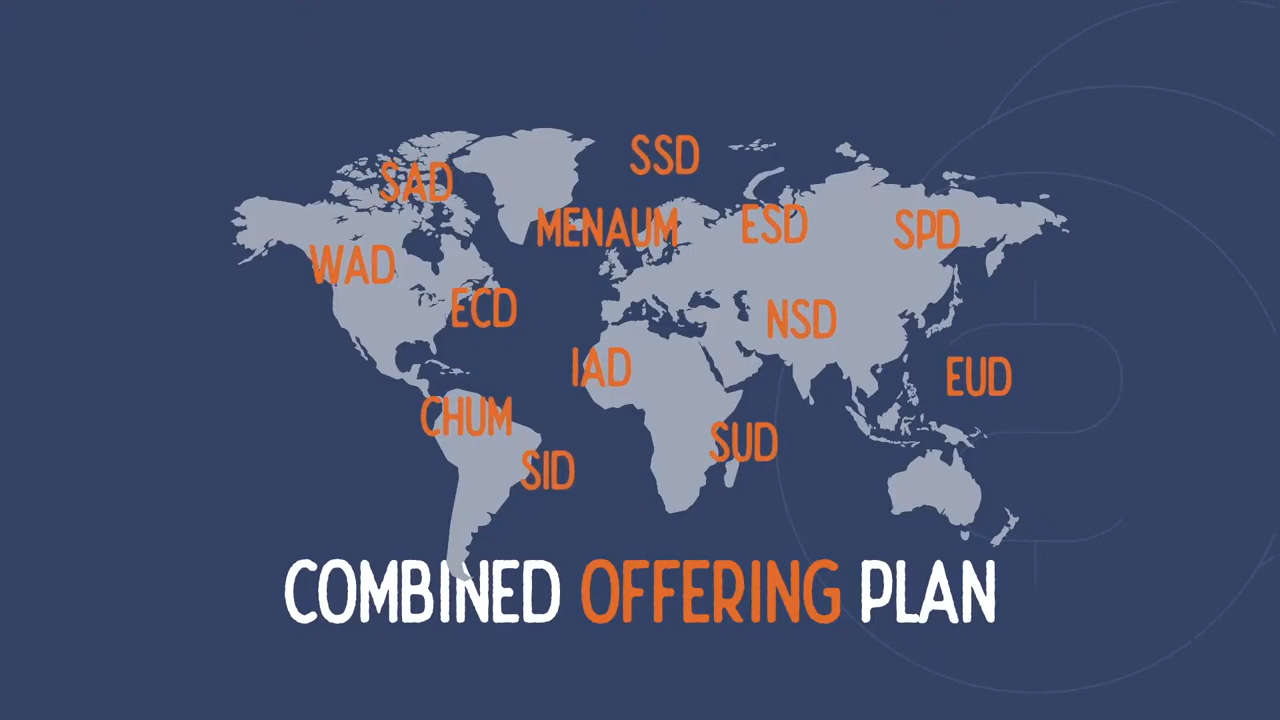 SSD
SAD
MENAUM
ESD
SPD
WAD
ECD
NSD
IAD
EUD
CHUM
SUD
SID
COMBINED OFFERING PLAN